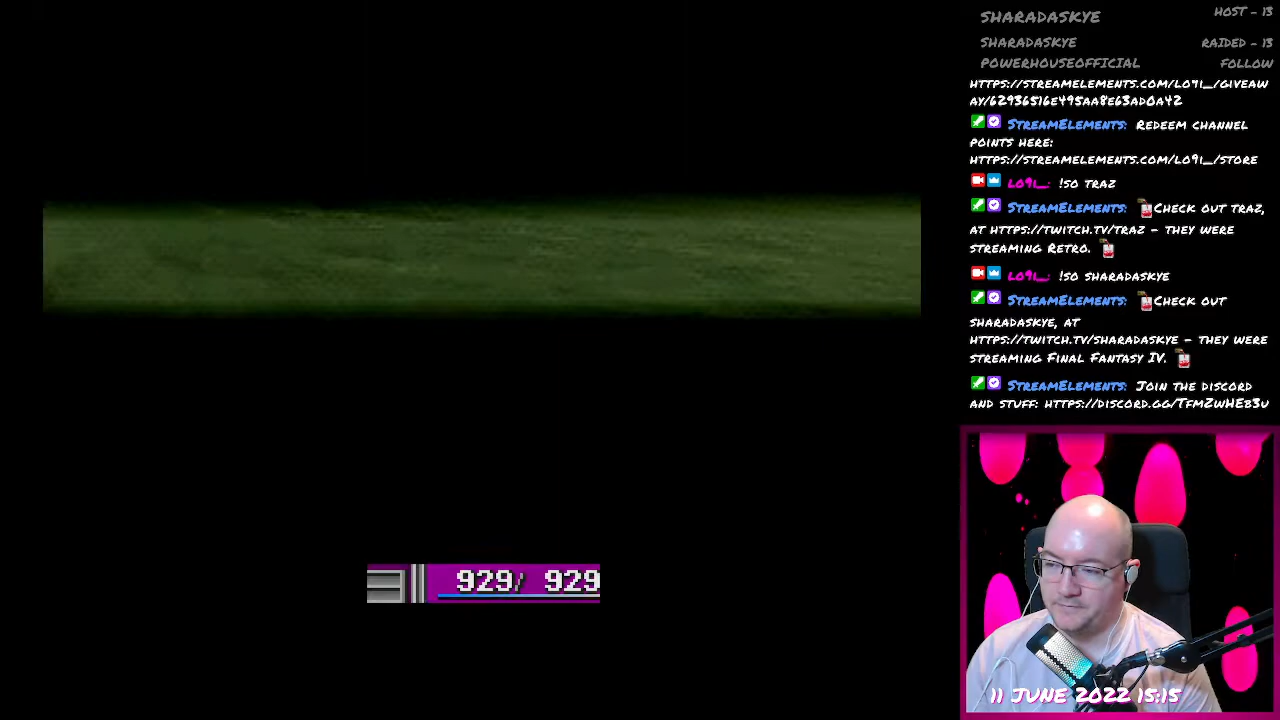 SHARADASKYE HOST - 13
SHARADASKYE RAIDED - 13
POWERHOUSEOFFICIAL FOLLOW
HTTPS://STREAMELEMENTS.COM/LO9I_/GIVEAW
AY/62936516E495AA8E63AD0A42
STREAMELEMENTS: REDEEM CHANNEL
POINTS HERE:
HTTPS://STREAMELEMENTS.COM/LO9I_/STORE
LO9I_: !SO TRAZ
STREAMELEMENTS: CHECK OUT TRAZ,
AT HTTPS://TWITCH.TV/TRAZ - THEY WERE
STREAMING RETRO.
LO9I_: !SO SHARADASKYE
STREAMELEMENTS: CHECK OUT
SHARADASKYE, AT
HTTPS://TWITCH.TV/SHARADASKYE - THEY WERE
STREAMING FINAL FANTASY IV.
STREAMELEMENTS: JOIN THE DISCORD
AND STUFF: HTTPS://DISCORD.GG/TFMZWHEB3U
929/ 929
11 JUNE 2022 15:15